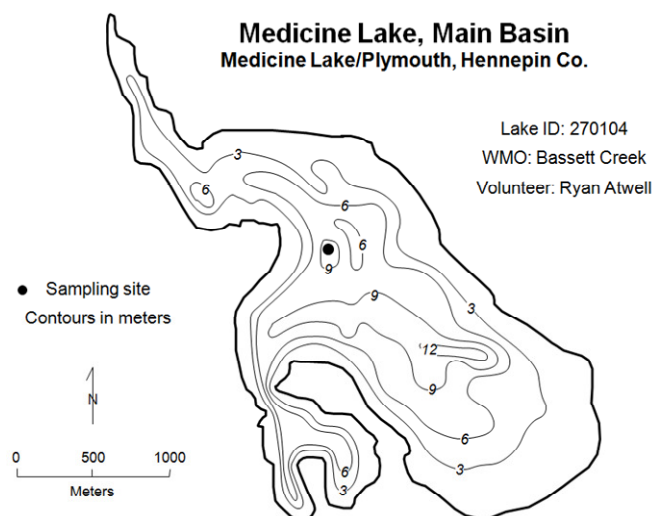 Medicine Lake, Main Basin
Medicine Lake/Plymouth, Hennepin Co.
Lake ID: 270104
WMO: Bassett Creek
Volunteer: Ryan Atwell
3
6
6
6
9
Sampling site
Contours in meters
9
3
12
9
N
6
3
6
3
0 500 1000
Meters